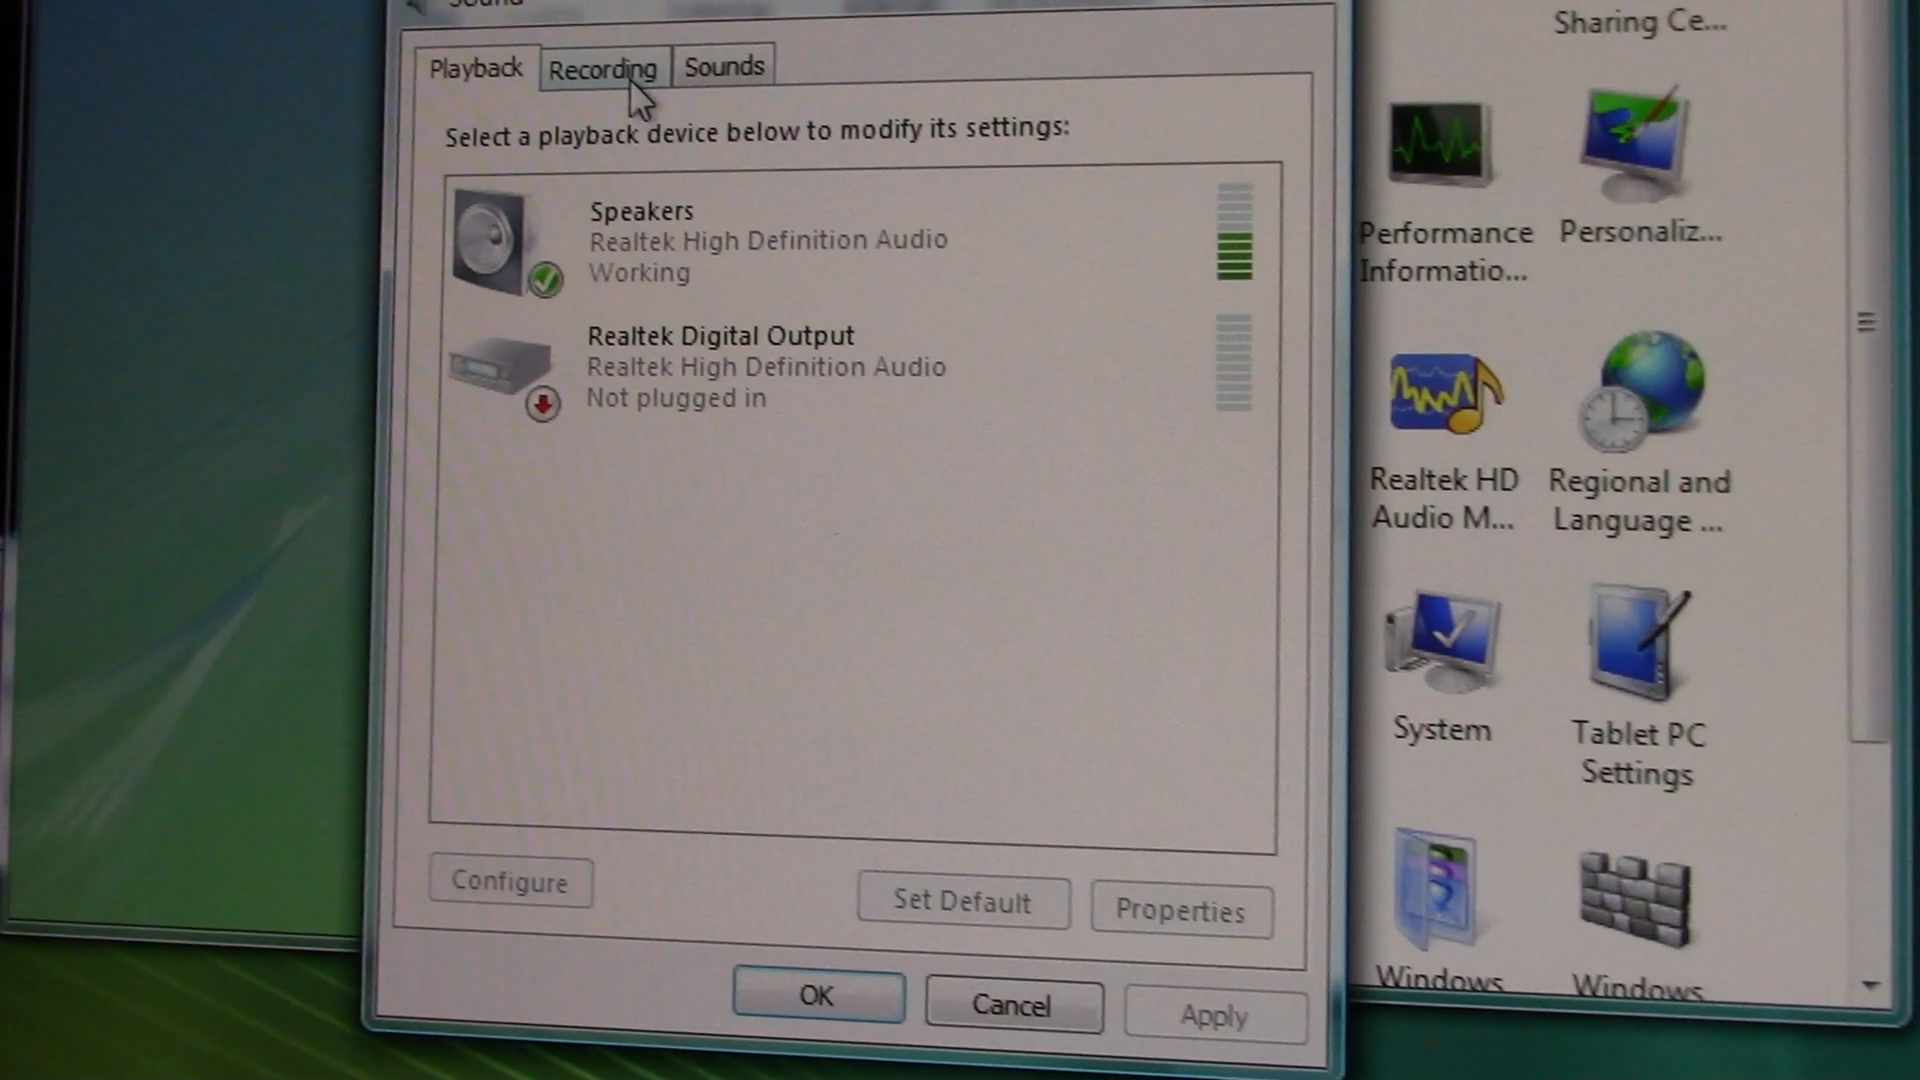 Sound
Playback
Recording
Sounds
Select a playback device below to modify its settings:
Speakers
Realtek High Definition Audio
Working
Realtek Digital Output
Realtek High Definition Audio
Not plugged in
Configure
Set Default
Properties
OK
Cancel
Apply
Sharing Ce...
Performance
Informatio...
Personaliz...
Realtek HD
Audio M...
Regional and
Language ...
System
Tablet PC
Settings
Windows
Windows